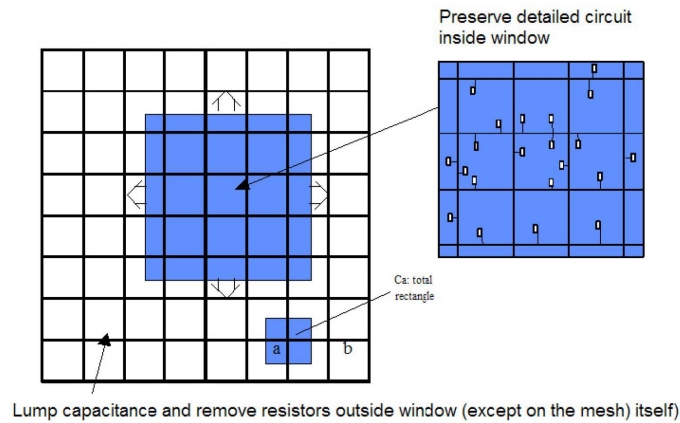 Preserve detailed circuit
inside window
Ca: total
rectangle
a
b
Lump capacitance and remove resistors outside window (except on the mesh) itself)